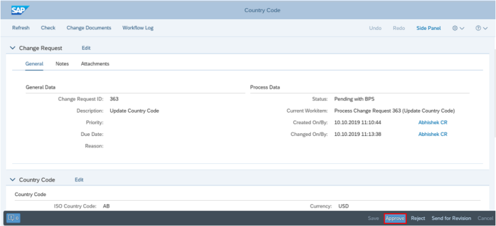 SAP
Country Code
Refresh Check Change Documents Workflow Log Undo Redo Side Panel
Change Request Edit
General Notes Attachments
General Data Process Data
Change Request ID: 363 Status: Pending with BPS
Description: Update Country Code Current Workitem: Process Change Request 363 (Update Country Code)
Priority: Created On/By: 10.10.2019 11:10:44 Abhishek CR
Due Date: Changed On/By: 10.10.2019 11:13:38 Abhishek CR
Reason:
Country Code Edit
Country Code
ISO Country Code: AB Currency: USD
Save Approve Reject Send for Revision Cancel